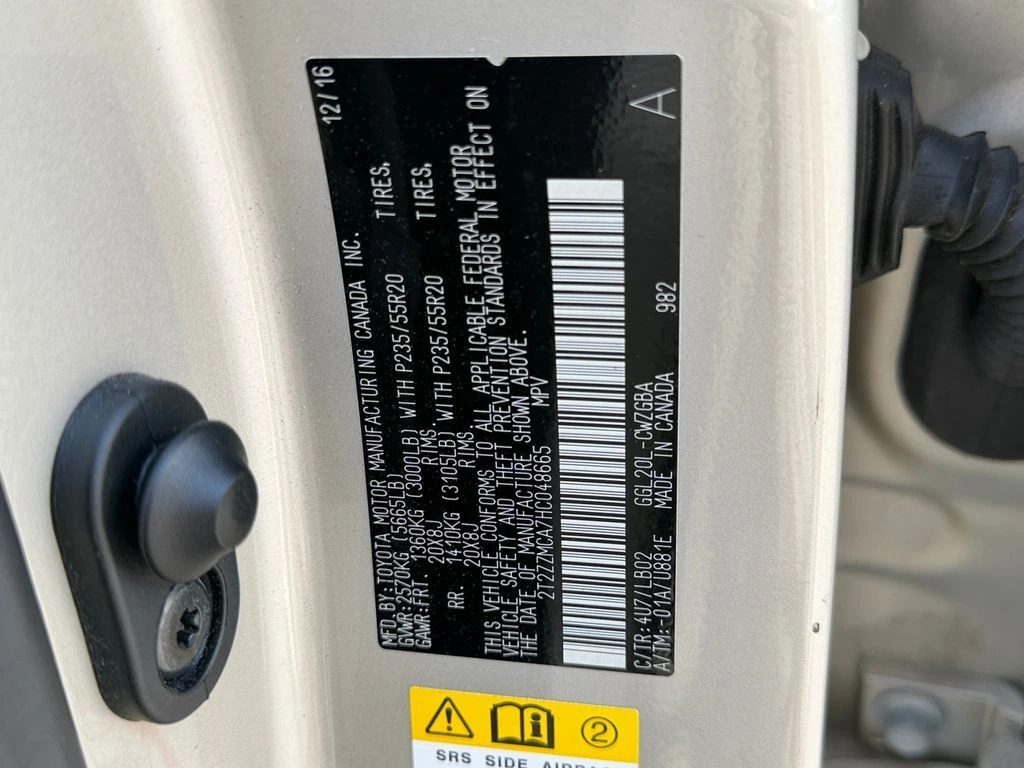 MFD.BY:TOYOTA MOTOR MANUFACTURING CANADA INC. 12/16
GVWR:2570KG (5665LB)
GAWR:FRT. 1360KG (3000LB) WITH P235/55R20 TIRES.
20X8J RIMS.
RR. 1410KG (3105LB) WITH P235/55R20 TIRES.
20X8J RIMS.
THIS VEHICLE CONFORMS TO ALL APPLICABLE FEDERAL MOTOR
VEHICLE SAFETY AND THEFT PREVENTION STANDARDS IN EFFECT ON
THE DATE OF MANUFACTURE SHOWN ABOVE.
2T2ZZMCA7HC048665 MPV
C/TR:4U7/LB02 GGL20L-CWZGBA
A/TM:-01A/U881E MADE IN CANADA 982 A
2
SRS SIDE